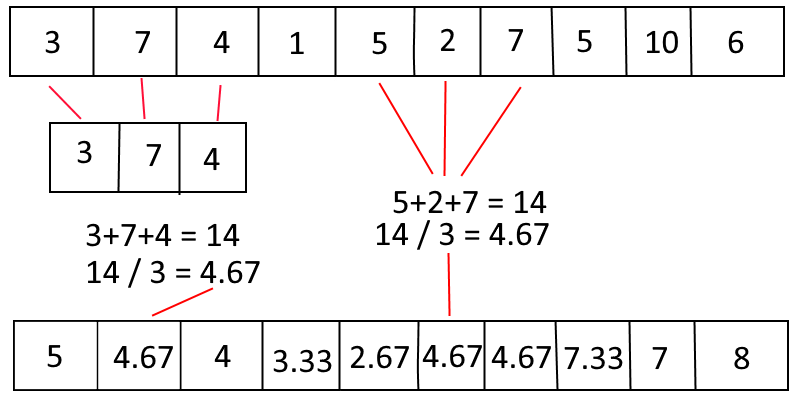 3 7 4 1 5 2 7 5 10 6
3 7 4
5+2+7 = 14
14 / 3 = 4.67
3+7+4 = 14
14 / 3 = 4.67
5 4.67 4 3.33 2.67 4.67 4.67 7.33 7 8